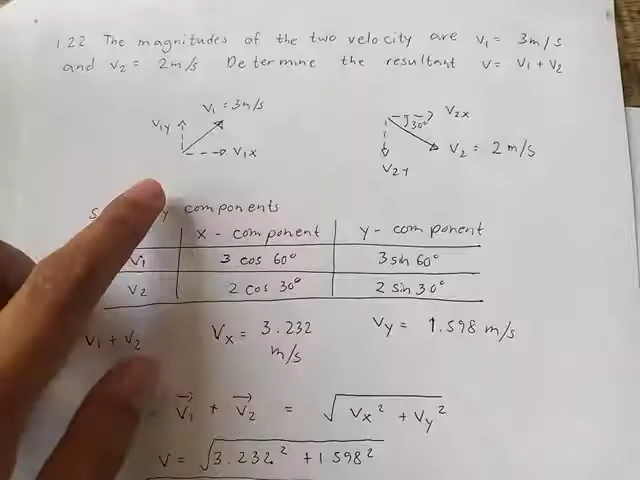 1.22 The magnitudes of the two velocity are V1 = 3m/s
and V2 = 2m/s Determine the resultant V = V1 + V2
V1 = 3m/s
V1y
V1x
30°
V2x
V2 = 2 m/s
V2y
components
x - component y - component
V1 3 cos 60° 3 sin 60°
V2 2 cos 30° 2 sin 30°
V1 + V2 Vx = 3.232 m/s Vy = 1.598 m/s
V1 + V2 = √Vx² + Vy²
V = √3.232² + 1.598²